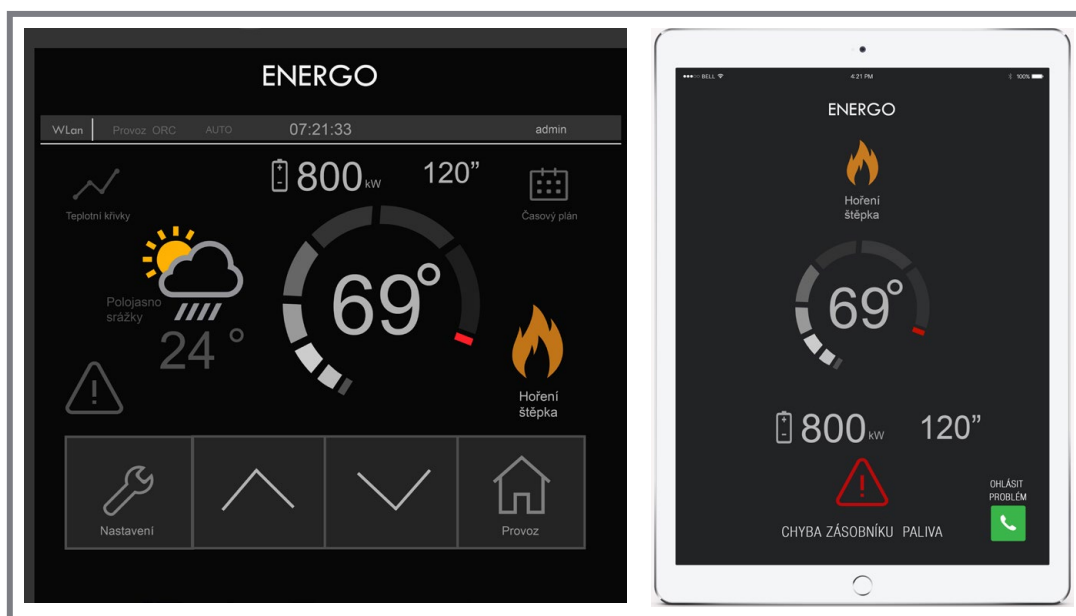 ENERGO
WLan Provoz ORC AUTO 07:21:33 admin
800 kW 120”
Teplotní křivky
Časový plán
69°
Polojasno
srážky
24 °
Hoření
štěpka
Nastavení
Provoz
BELL 4:21 PM 100%
ENERGO
Hoření
štěpka
69°
800 kW 120”
OHLÁSIT
PROBLÉM
CHYBA ZÁSOBNÍKU PALIVA